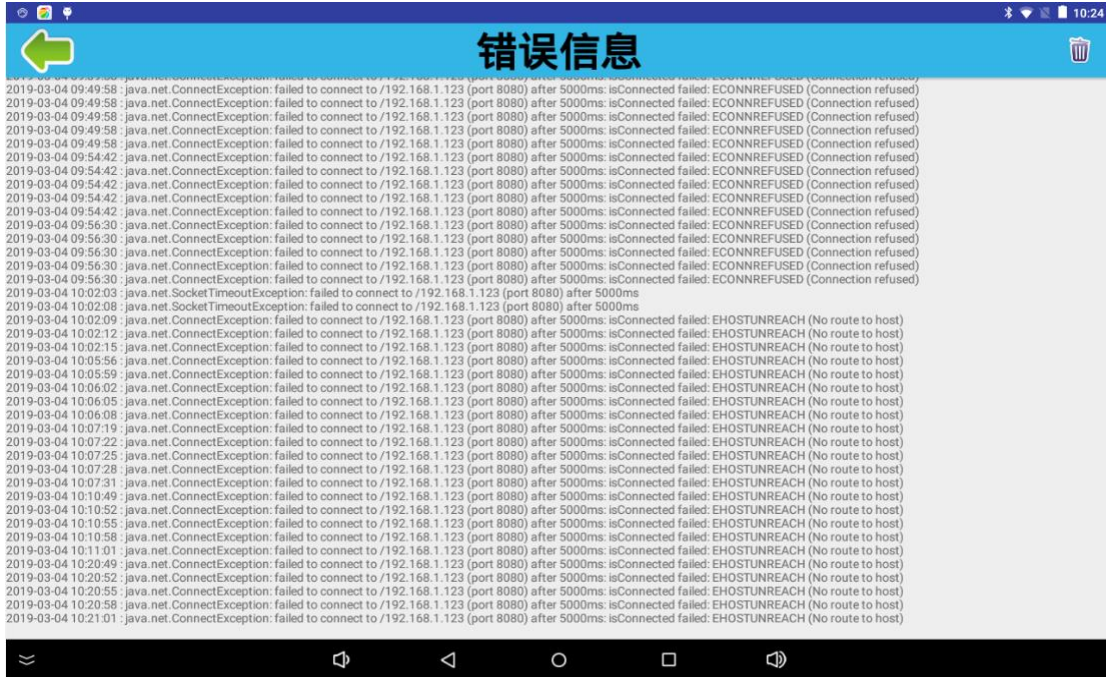 10:24
错误信息
2019-03-04 09:49:58 : java.net.ConnectException: failed to connect to /192.168.1.123 (port 8080) after 5000ms: isConnected failed: ECONNREFUSED (Connection refused)
2019-03-04 09:49:58 : java.net.ConnectException: failed to connect to /192.168.1.123 (port 8080) after 5000ms: isConnected failed: ECONNREFUSED (Connection refused)
2019-03-04 09:49:58 : java.net.ConnectException: failed to connect to /192.168.1.123 (port 8080) after 5000ms: isConnected failed: ECONNREFUSED (Connection refused)
2019-03-04 09:49:58 : java.net.ConnectException: failed to connect to /192.168.1.123 (port 8080) after 5000ms: isConnected failed: ECONNREFUSED (Connection refused)
2019-03-04 09:49:58 : java.net.ConnectException: failed to connect to /192.168.1.123 (port 8080) after 5000ms: isConnected failed: ECONNREFUSED (Connection refused)
2019-03-04 09:54:42 : java.net.ConnectException: failed to connect to /192.168.1.123 (port 8080) after 5000ms: isConnected failed: ECONNREFUSED (Connection refused)
2019-03-04 09:54:42 : java.net.ConnectException: failed to connect to /192.168.1.123 (port 8080) after 5000ms: isConnected failed: ECONNREFUSED (Connection refused)
2019-03-04 09:54:42 : java.net.ConnectException: failed to connect to /192.168.1.123 (port 8080) after 5000ms: isConnected failed: ECONNREFUSED (Connection refused)
2019-03-04 09:54:42 : java.net.ConnectException: failed to connect to /192.168.1.123 (port 8080) after 5000ms: isConnected failed: ECONNREFUSED (Connection refused)
2019-03-04 09:54:42 : java.net.ConnectException: failed to connect to /192.168.1.123 (port 8080) after 5000ms: isConnected failed: ECONNREFUSED (Connection refused)
2019-03-04 09:56:30 : java.net.ConnectException: failed to connect to /192.168.1.123 (port 8080) after 5000ms: isConnected failed: ECONNREFUSED (Connection refused)
2019-03-04 09:56:30 : java.net.ConnectException: failed to connect to /192.168.1.123 (port 8080) after 5000ms: isConnected failed: ECONNREFUSED (Connection refused)
2019-03-04 09:56:30 : java.net.ConnectException: failed to connect to /192.168.1.123 (port 8080) after 5000ms: isConnected failed: ECONNREFUSED (Connection refused)
2019-03-04 09:56:30 : java.net.ConnectException: failed to connect to /192.168.1.123 (port 8080) after 5000ms: isConnected failed: ECONNREFUSED (Connection refused)
2019-03-04 09:56:30 : java.net.ConnectException: failed to connect to /192.168.1.123 (port 8080) after 5000ms: isConnected failed: ECONNREFUSED (Connection refused)
2019-03-04 10:02:03 : java.net.SocketTimeoutException: failed to connect to /192.168.1.123 (port 8080) after 5000ms
2019-03-04 10:02:08 : java.net.SocketTimeoutException: failed to connect to /192.168.1.123 (port 8080) after 5000ms
2019-03-04 10:02:09 : java.net.ConnectException: failed to connect to /192.168.1.123 (port 8080) after 5000ms: isConnected failed: EHOSTUNREACH (No route to host)
2019-03-04 10:02:12 : java.net.ConnectException: failed to connect to /192.168.1.123 (port 8080) after 5000ms: isConnected failed: EHOSTUNREACH (No route to host)
2019-03-04 10:02:15 : java.net.ConnectException: failed to connect to /192.168.1.123 (port 8080) after 5000ms: isConnected failed: EHOSTUNREACH (No route to host)
2019-03-04 10:05:56 : java.net.ConnectException: failed to connect to /192.168.1.123 (port 8080) after 5000ms: isConnected failed: EHOSTUNREACH (No route to host)
2019-03-04 10:05:59 : java.net.ConnectException: failed to connect to /192.168.1.123 (port 8080) after 5000ms: isConnected failed: EHOSTUNREACH (No route to host)
2019-03-04 10:06:02 : java.net.ConnectException: failed to connect to /192.168.1.123 (port 8080) after 5000ms: isConnected failed: EHOSTUNREACH (No route to host)
2019-03-04 10:06:05 : java.net.ConnectException: failed to connect to /192.168.1.123 (port 8080) after 5000ms: isConnected failed: EHOSTUNREACH (No route to host)
2019-03-04 10:06:08 : java.net.ConnectException: failed to connect to /192.168.1.123 (port 8080) after 5000ms: isConnected failed: EHOSTUNREACH (No route to host)
2019-03-04 10:07:19 : java.net.ConnectException: failed to connect to /192.168.1.123 (port 8080) after 5000ms: isConnected failed: EHOSTUNREACH (No route to host)
2019-03-04 10:07:22 : java.net.ConnectException: failed to connect to /192.168.1.123 (port 8080) after 5000ms: isConnected failed: EHOSTUNREACH (No route to host)
2019-03-04 10:07:25 : java.net.ConnectException: failed to connect to /192.168.1.123 (port 8080) after 5000ms: isConnected failed: EHOSTUNREACH (No route to host)
2019-03-04 10:07:28 : java.net.ConnectException: failed to connect to /192.168.1.123 (port 8080) after 5000ms: isConnected failed: EHOSTUNREACH (No route to host)
2019-03-04 10:07:31 : java.net.ConnectException: failed to connect to /192.168.1.123 (port 8080) after 5000ms: isConnected failed: EHOSTUNREACH (No route to host)
2019-03-04 10:10:49 : java.net.ConnectException: failed to connect to /192.168.1.123 (port 8080) after 5000ms: isConnected failed: EHOSTUNREACH (No route to host)
2019-03-04 10:10:52 : java.net.ConnectException: failed to connect to /192.168.1.123 (port 8080) after 5000ms: isConnected failed: EHOSTUNREACH (No route to host)
2019-03-04 10:10:55 : java.net.ConnectException: failed to connect to /192.168.1.123 (port 8080) after 5000ms: isConnected failed: EHOSTUNREACH (No route to host)
2019-03-04 10:10:58 : java.net.ConnectException: failed to connect to /192.168.1.123 (port 8080) after 5000ms: isConnected failed: EHOSTUNREACH (No route to host)
2019-03-04 10:11:01 : java.net.ConnectException: failed to connect to /192.168.1.123 (port 8080) after 5000ms: isConnected failed: EHOSTUNREACH (No route to host)
2019-03-04 10:20:49 : java.net.ConnectException: failed to connect to /192.168.1.123 (port 8080) after 5000ms: isConnected failed: EHOSTUNREACH (No route to host)
2019-03-04 10:20:52 : java.net.ConnectException: failed to connect to /192.168.1.123 (port 8080) after 5000ms: isConnected failed: EHOSTUNREACH (No route to host)
2019-03-04 10:20:55 : java.net.ConnectException: failed to connect to /192.168.1.123 (port 8080) after 5000ms: isConnected failed: EHOSTUNREACH (No route to host)
2019-03-04 10:20:58 : java.net.ConnectException: failed to connect to /192.168.1.123 (port 8080) after 5000ms: isConnected failed: EHOSTUNREACH (No route to host)
2019-03-04 10:21:01 : java.net.ConnectException: failed to connect to /192.168.1.123 (port 8080) after 5000ms: isConnected failed: EHOSTUNREACH (No route to host)